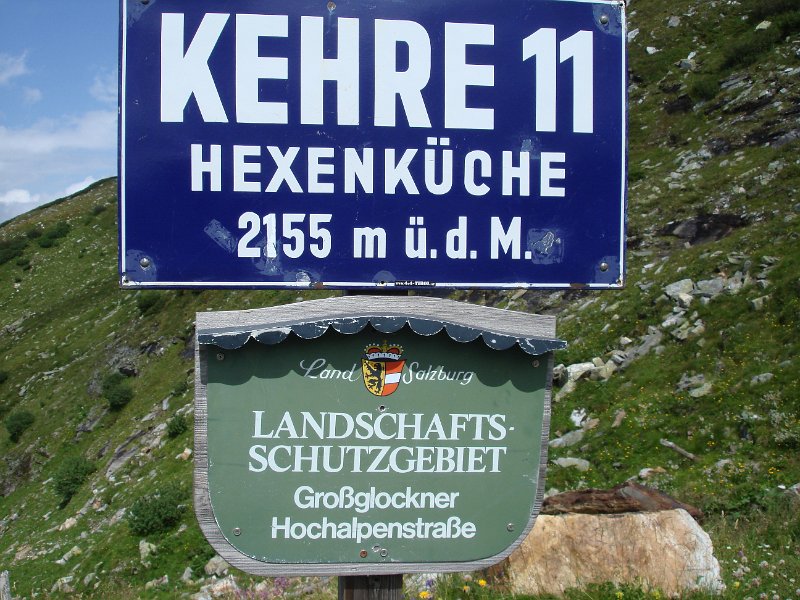 KEHRE 11
HEXENKÜCHE
2155 m ü.d.M.
Land Salzburg
LANDSCHAFTS-
SCHUTZGEBIET
Großglockner
Hochalpenstraße